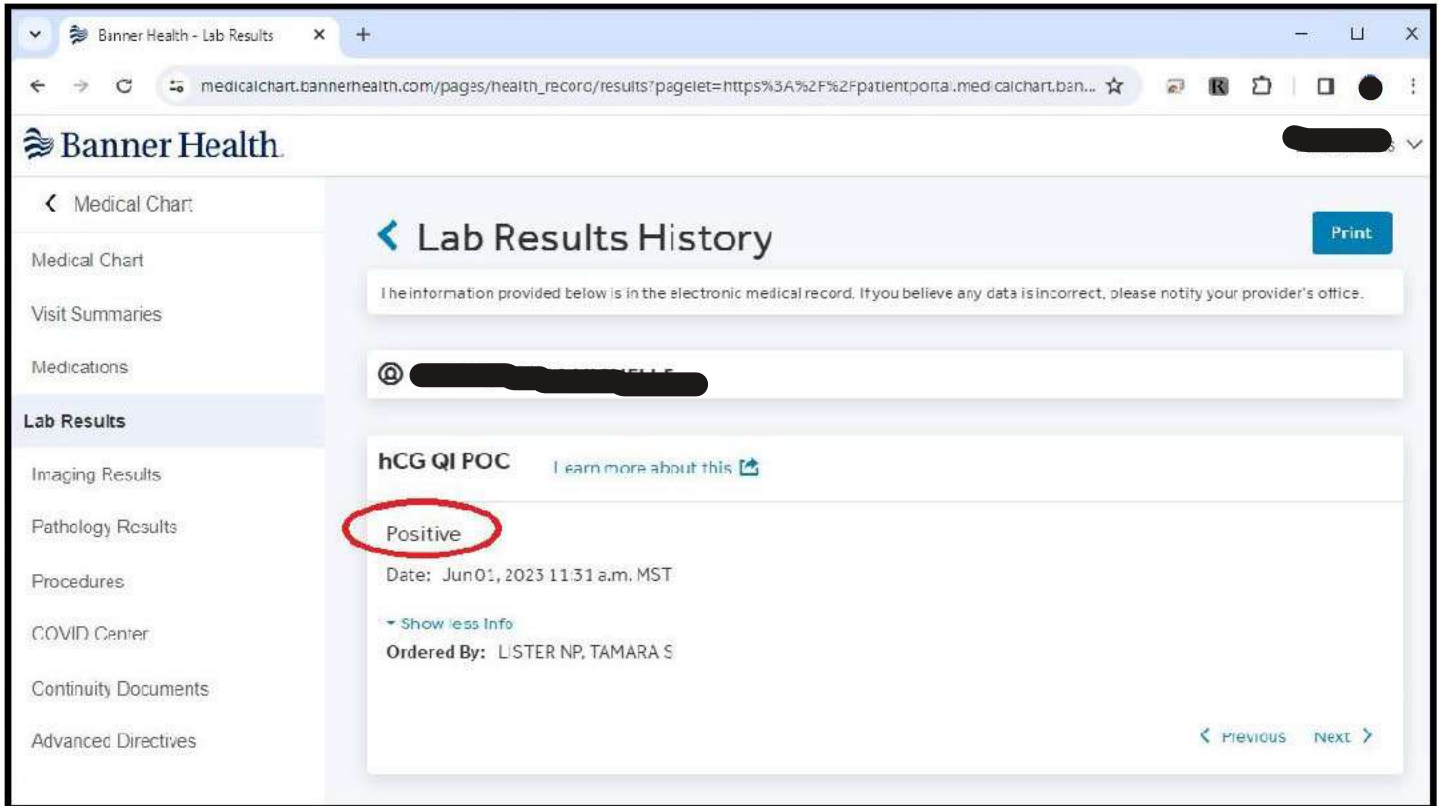 Banner Health - Lab Results
medicalchart.bannerhealth.com/pages/health_record/results?pagelet=https%3A%2F%2Fpatientportal.medicalchart.ban...
Banner Health
Medical Chart
Lab Results History
Print
Medical Chart
The information provided below is in the electronic medical record. If you believe any data is incorrect, please notify your provider's office.
Visit Summaries
Medications
Lab Results
hCG Ql POC Learn more about this
Imaging Results
Pathology Results
Positive
Date: Jun 01, 2023 11:31 a.m. MST
Procedures
Show less Info
COVID Center
Ordered By: LISTER NP, TAMARA S
Continuity Documents
Advanced Directives
Previous Next